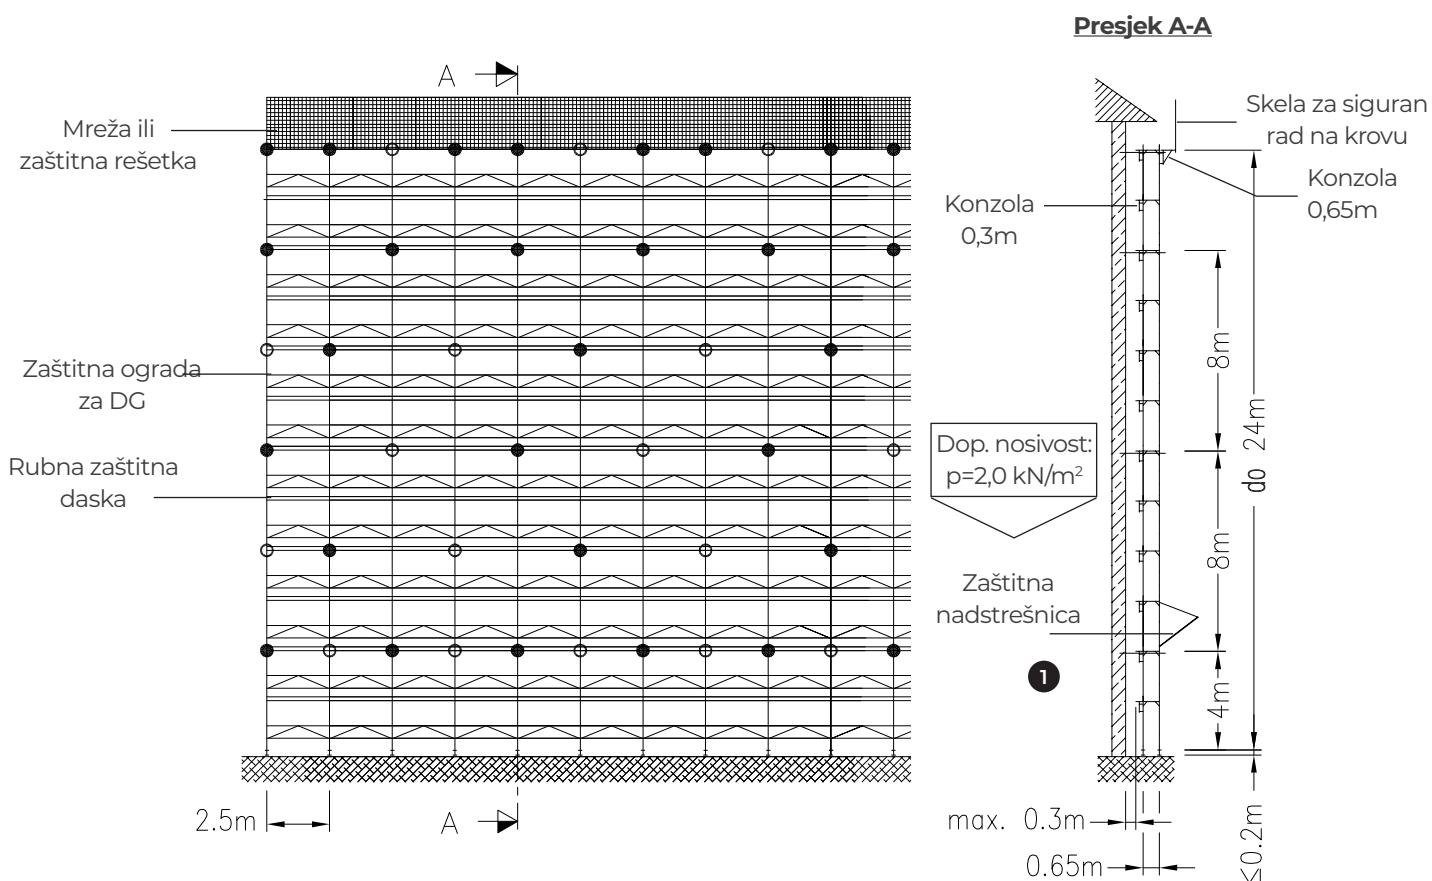 Presjek A-A
A
Mreža ili
zaštitna rešetka
Skela za siguran
rad na krovu
Konzola
0,65m
Konzola
0,3m
8m
Zaštitna ograda
za DG
do 24m
Dop. nosivost:
p=2,0 kN/m²
Rubna zaštitna
daska
8m
Zaštitna
nadstrešnica
1
4m
2.5m
A
max. 0.3m
0.65m
≤0.2m